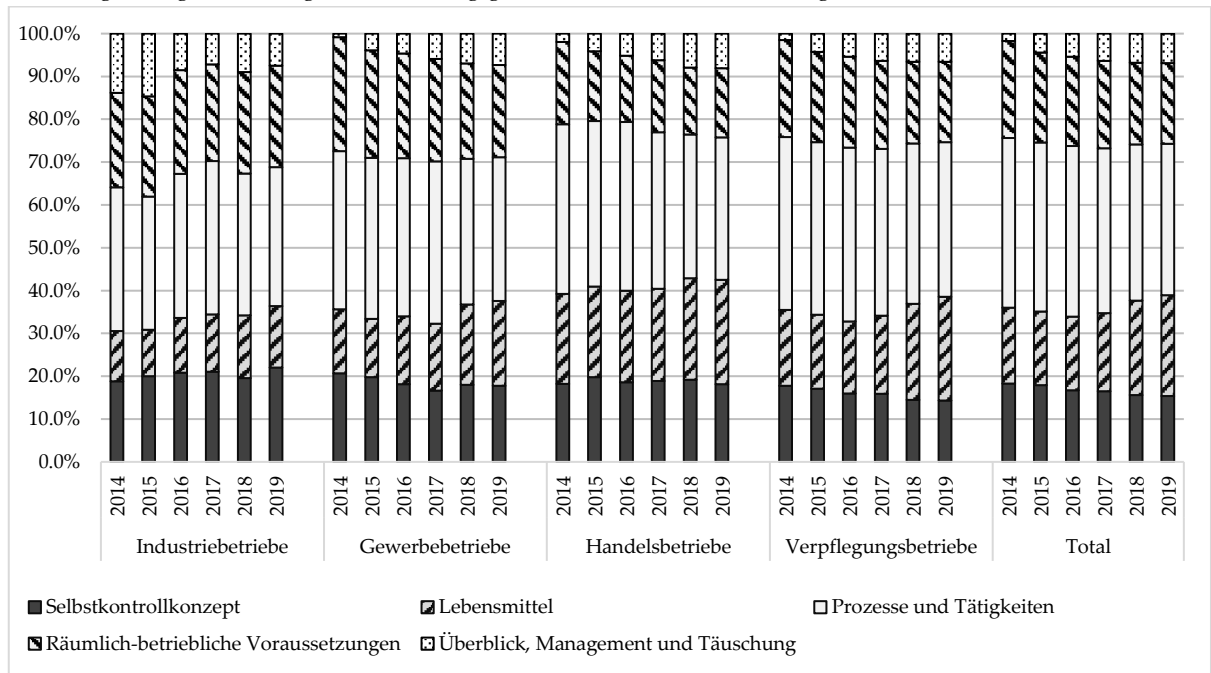 100.0%
90.0%
80.0%
70.0%
60.0%
50.0%
40.0%
30.0%
20.0%
10.0%
0.0%
2014 2015 2016 2017 2018 2019 2014 2015 2016 2017 2018 2019 2014 2015 2016 2017 2018 2019 2014 2015 2016 2017 2018 2019 2014 2015 2016 2017 2018 2019
Industriebetriebe Gewerbebetriebe Handelsbetriebe Verpflegungsbetriebe Total
Selbstkontrollkonzept Lebensmittel Prozesse und Tätigkeiten
Räumlich-betriebliche Voraussetzungen Überblick, Management und Täuschung